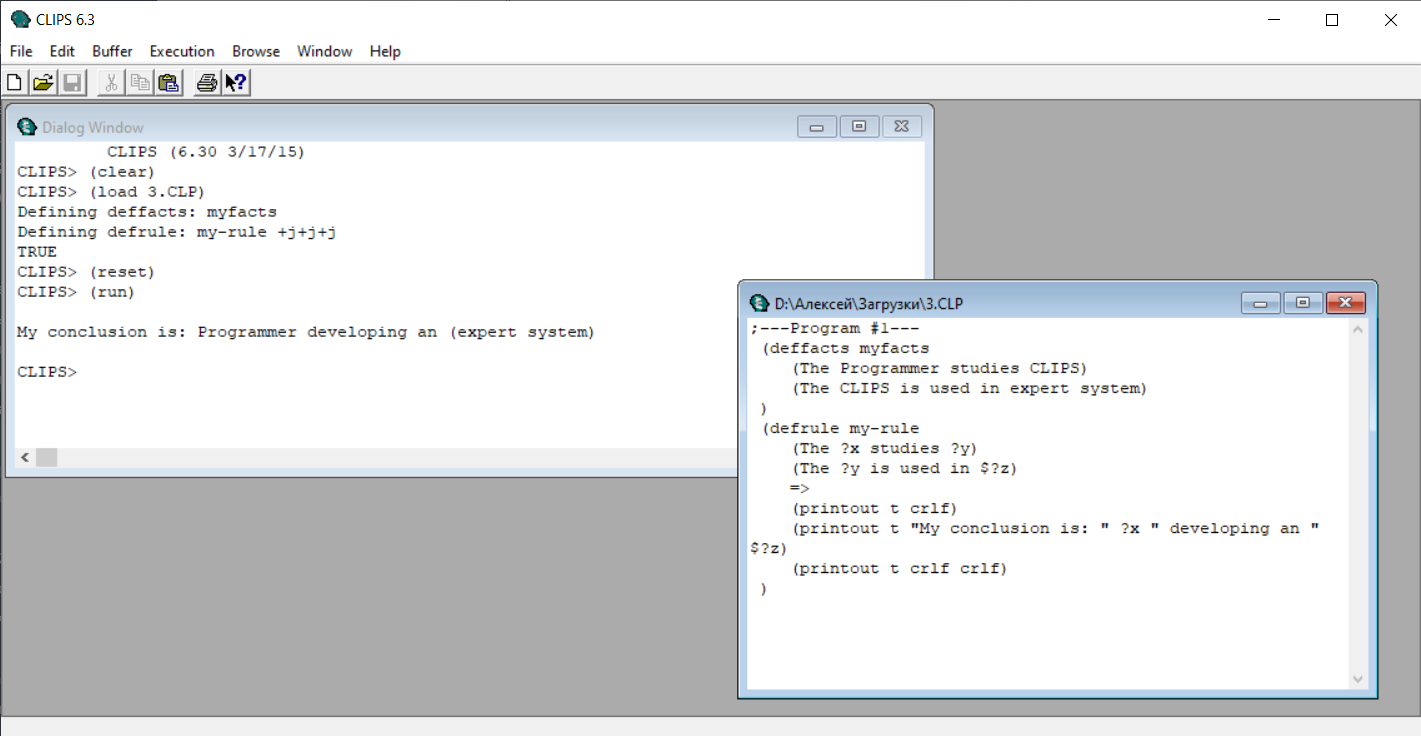 CLIPS 6.3
File Edit Buffer Execution Browse Window Help
Dialog Window
CLIPS (6.30 3/17/15)
CLIPS> (clear)
CLIPS> (load 3.CLP)
Defining deffacts: myfacts
Defining defrule: my-rule +j+j+j
TRUE
CLIPS> (reset)
CLIPS> (run)
My conclusion is: Programmer developing an (expert system)
CLIPS>
D:\Алексей\Загрузки\3.CLP
;---Program #1---
(deffacts myfacts
(The Programmer studies CLIPS)
(The CLIPS is used in expert system)
)
(defrule my-rule
(The ?x studies ?y)
(The ?y is used in $?z)
=>
(printout t crlf)
(printout t "My conclusion is: " ?x " developing an "
$?z)
(printout t crlf crlf)
)